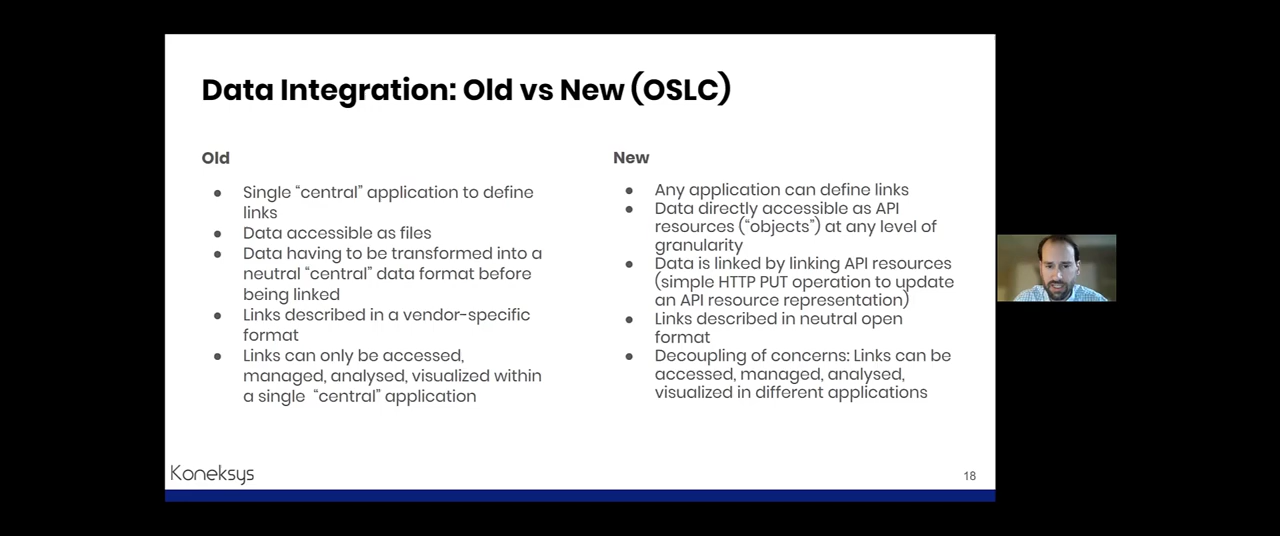 Data Integration: Old vs New (OSLC)
Old
● Single “central” application to define
links
● Data accessible as files
● Data having to be transformed into a
neutral “central” data format before
being linked
● Links described in a vendor-specific
format
● Links can only be accessed,
managed, analysed, visualized within
a single “central” application
New
● Any application can define links
● Data directly accessible as API
resources (“objects”) at any level of
granularity
● Data is linked by linking API resources
(simple HTTP PUT operation to update
an API resource representation)
● Links described in neutral open
format
● Decoupling of concerns: Links can be
accessed, managed, analysed,
visualized in different applications
Koneksys
18